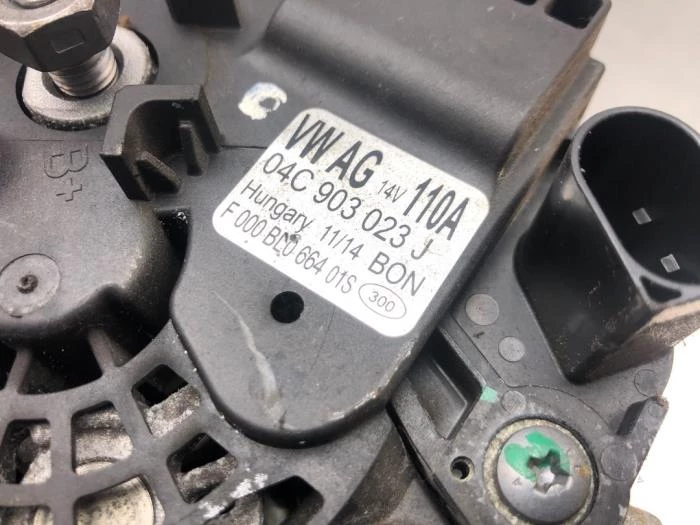 B+
VW AG 14V 110A
04C 903 023 J
Hungary 11/14 BON
F 000 BL0 664 01S 300